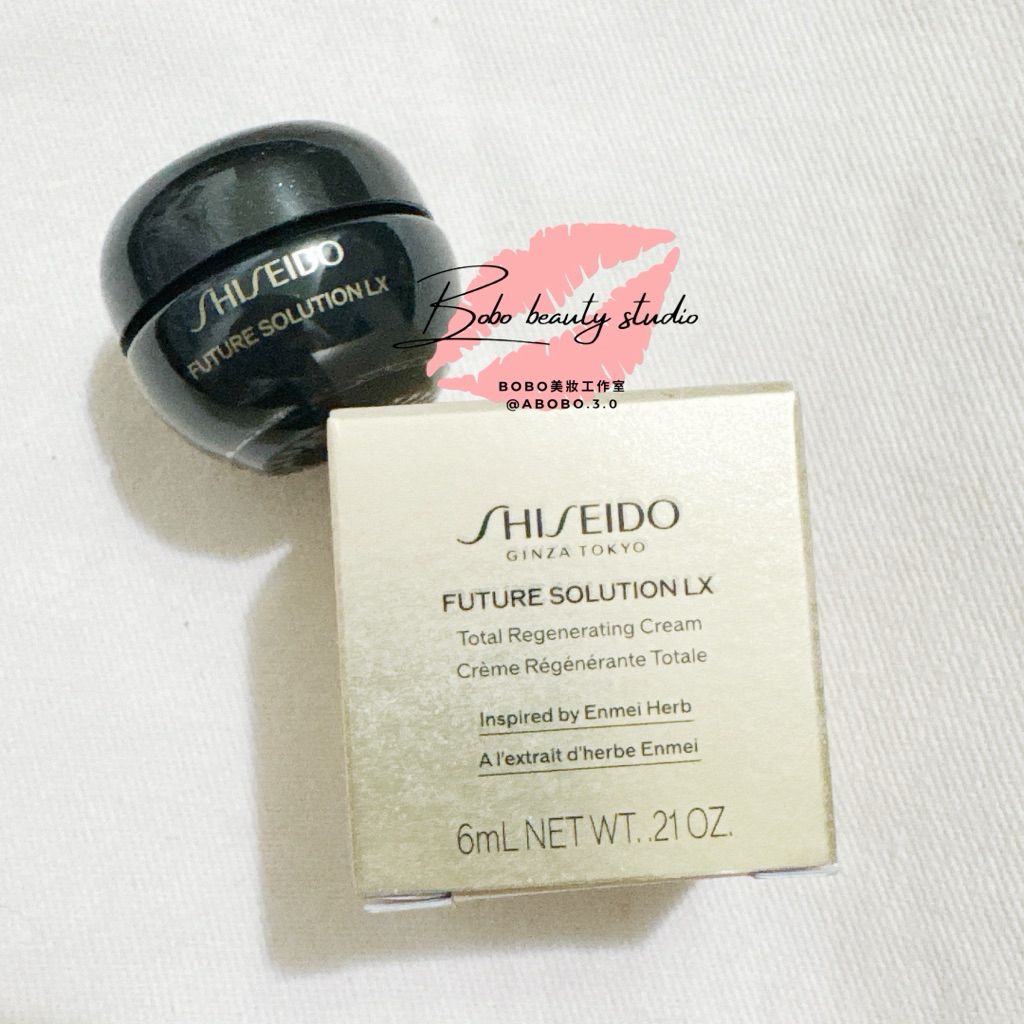 SHISEIDO
FUTURE SOLUTION LX
Bobo beauty studio
BOBO美妝工作室
@ABOBO.3.0
SHISEIDO
GINZA TOKYO
FUTURE SOLUTION LX
Total Regenerating Cream
Crème Régénérante Totale
Inspired by Enmei Herb
A l'extrait d'herbe Enmei
6mL NET WT. .21 OZ.